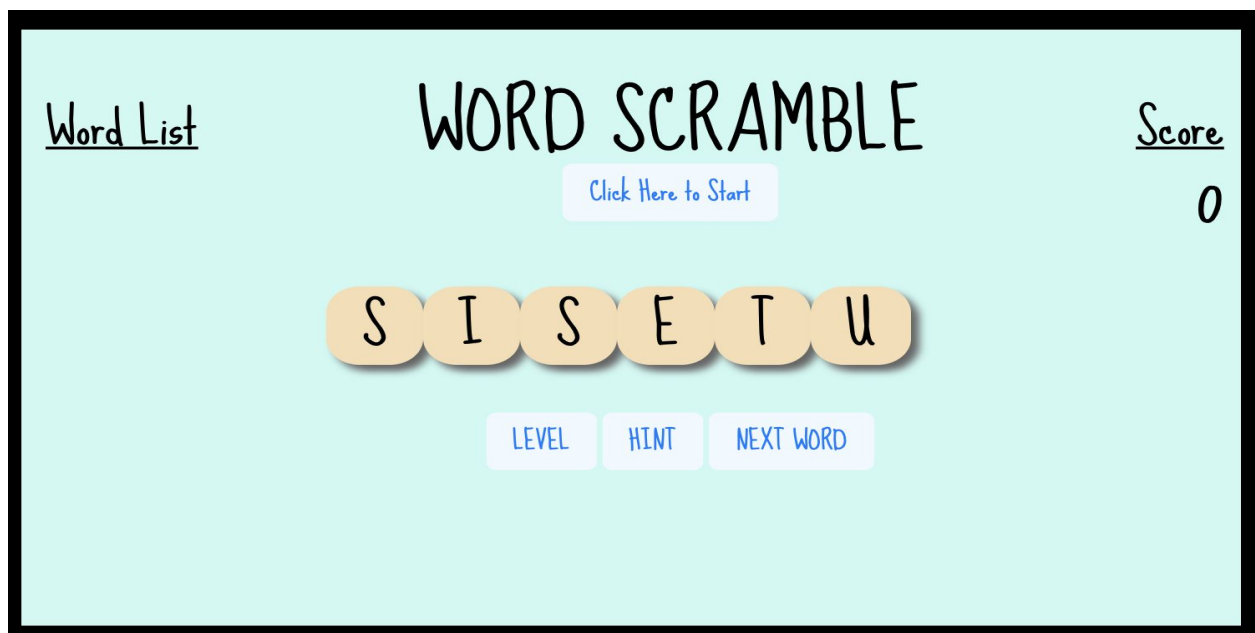 WORD SCRAMBLE
Word List
Score
Click Here to Start
0
S I S E T U
LEVEL HINT NEXT WORD